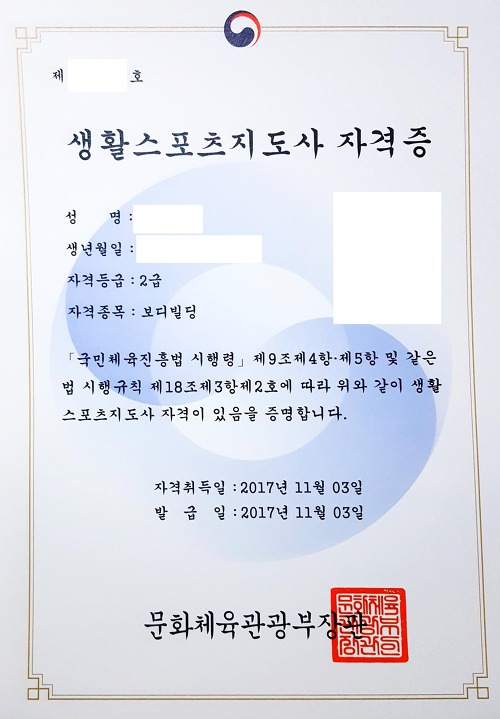 제 호
생활스포츠지도사 자격증
성 명 :
생년월일 :
자격등급 : 2급
자격종목 : 보디빌딩
「국민체육진흥법 시행령」 제9조제4항·제5항 및 같은
법 시행규칙 제18조제3항제2호에 따라 위와 같이 생활
스포츠지도사 자격이 있음을 증명합니다.
자격취득일 : 2017년 11월 03일
발 급 일 : 2017년 11월 03일
문화체육관광부장관